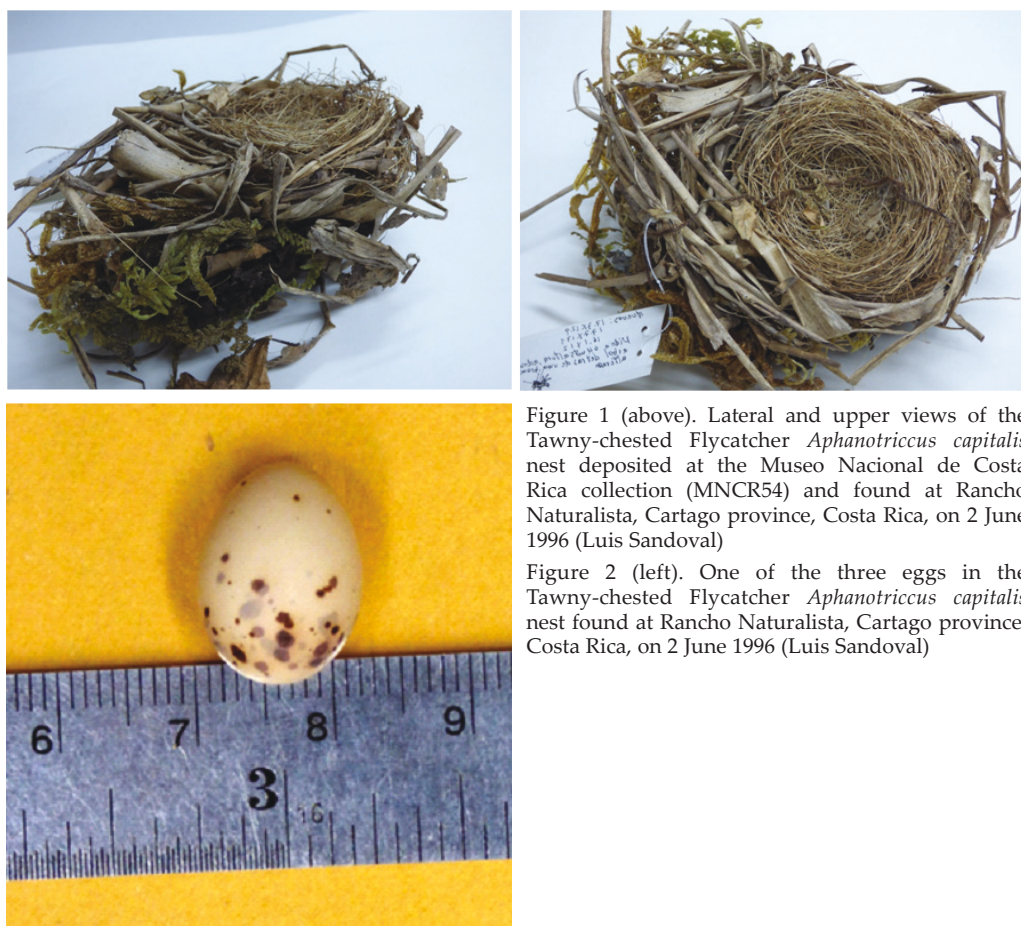 Figure 1 (above). Lateral and upper views of the
Tawny-chested Flycatcher Aphanotriccus capitalis
nest deposited at the Museo Nacional de Costa
Rica collection (MNCR54) and found at Rancho
Naturalista, Cartago province, Costa Rica, on 2 June
1996 (Luis Sandoval)
Figure 2 (left). One of the three eggs in the
Tawny-chested Flycatcher Aphanotriccus capitalis
nest found at Rancho Naturalista, Cartago province
Costa Rica, on 2 June 1996 (Luis Sandoval)
6 7 8 9
3
16